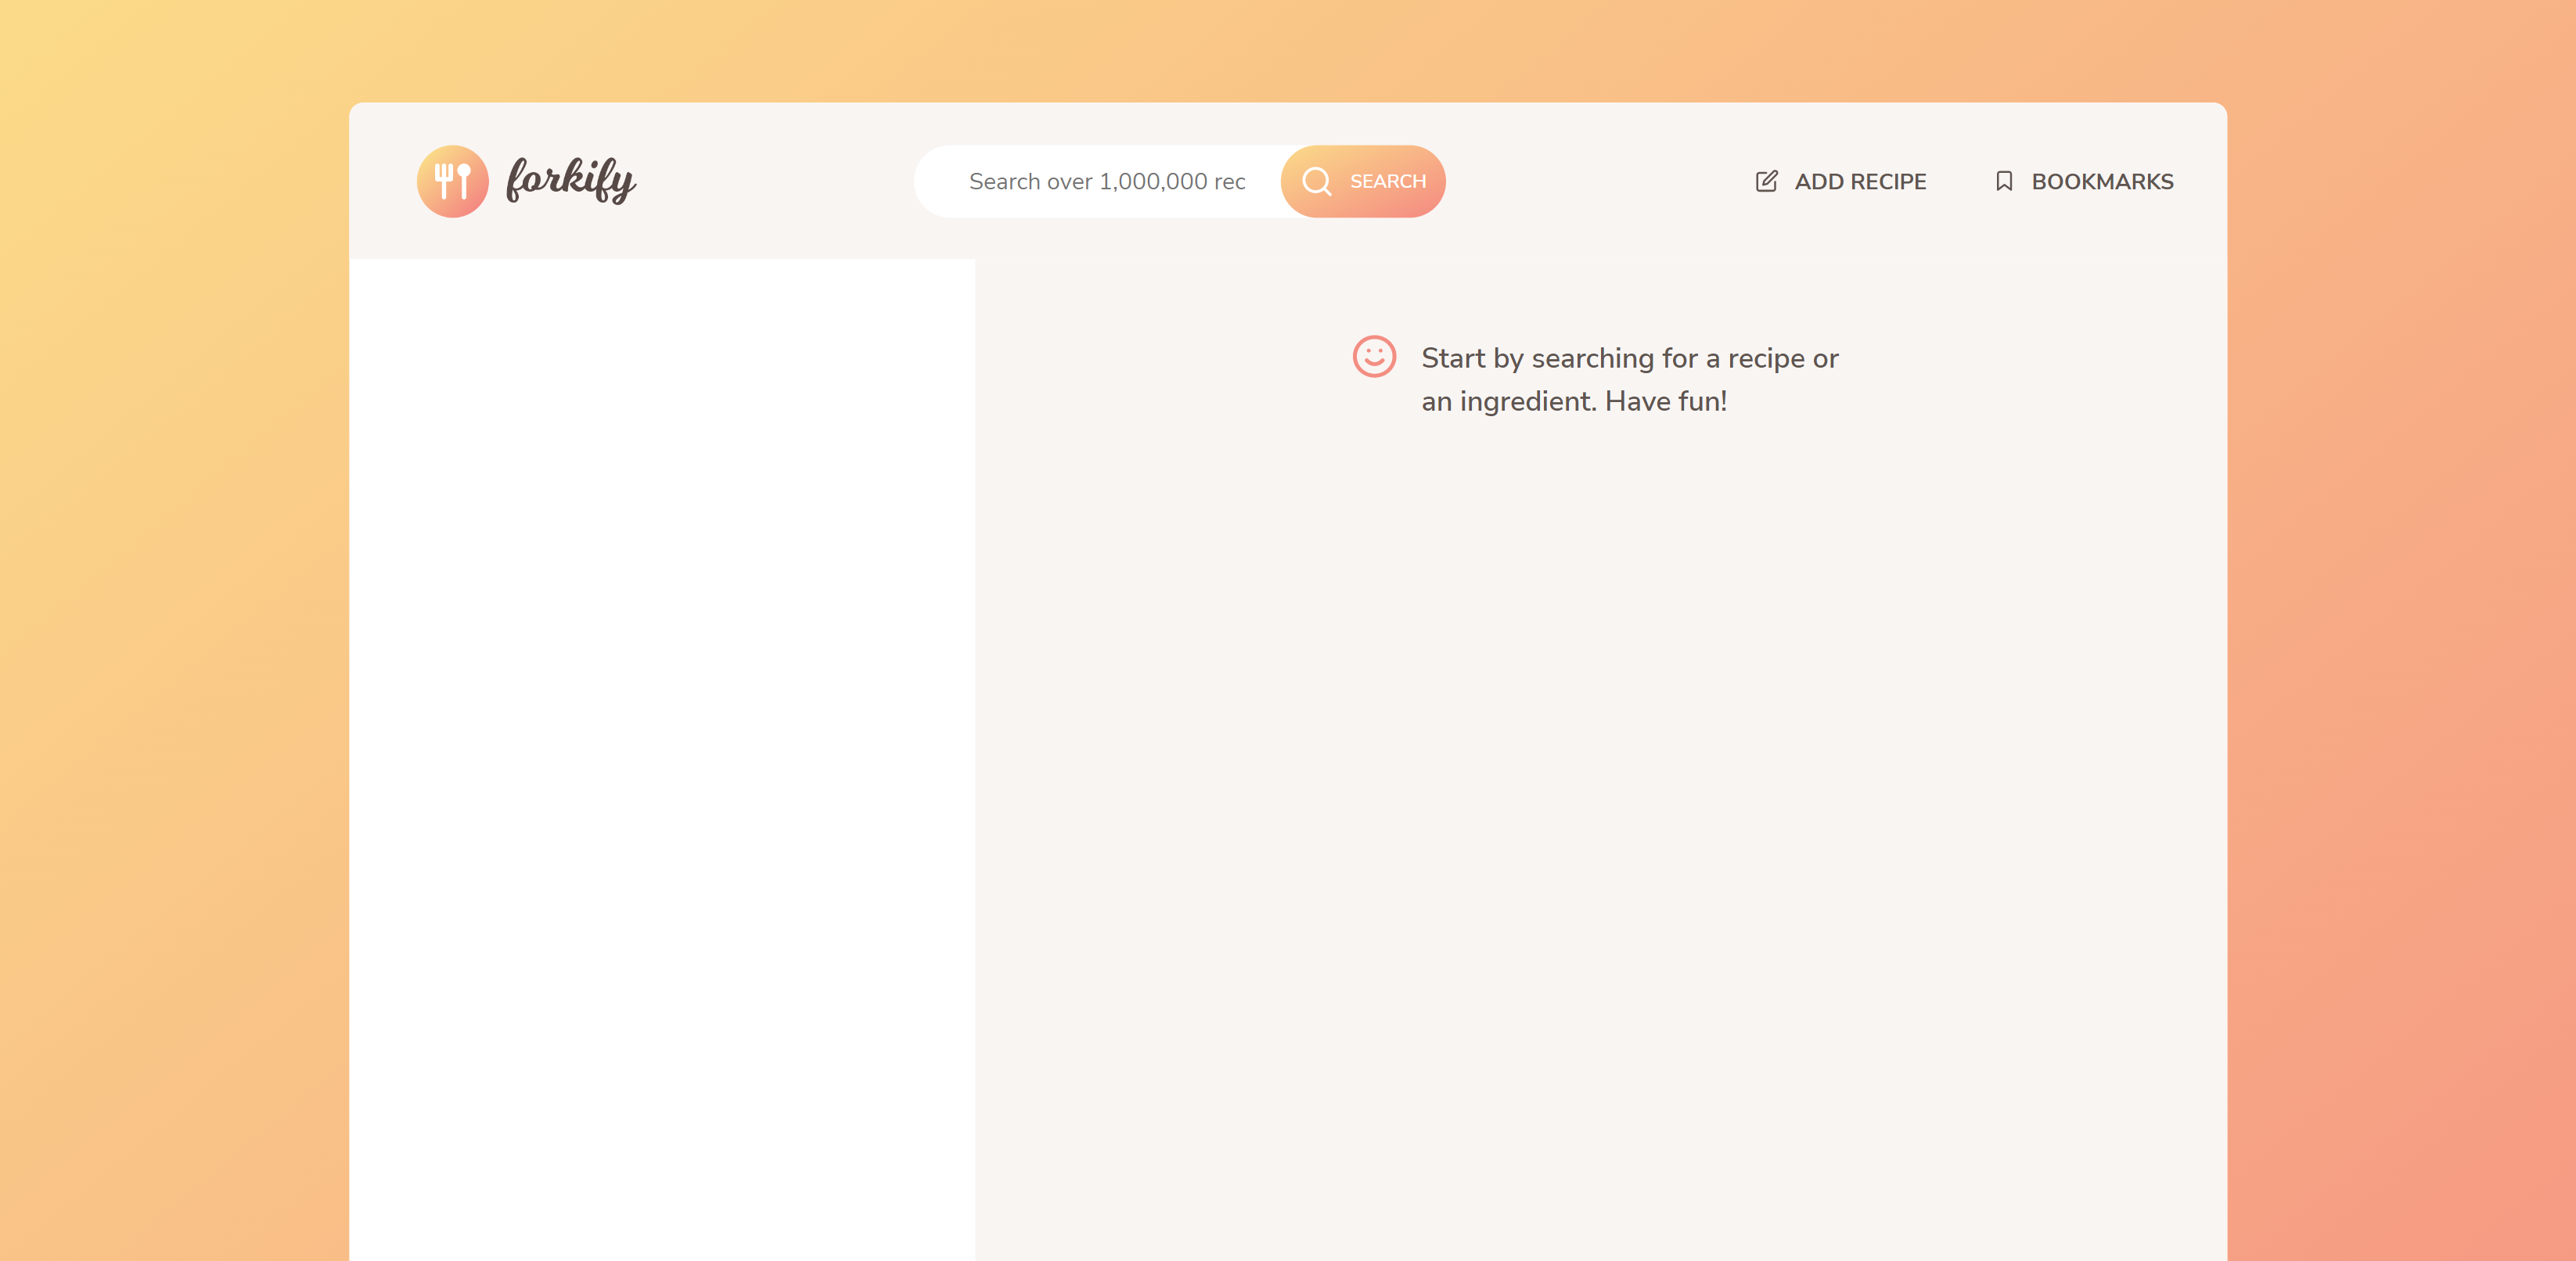 forkify
Search over 1,000,000 rec
SEARCH
ADD RECIPE
BOOKMARKS
Start by searching for a recipe or
an ingredient. Have fun!